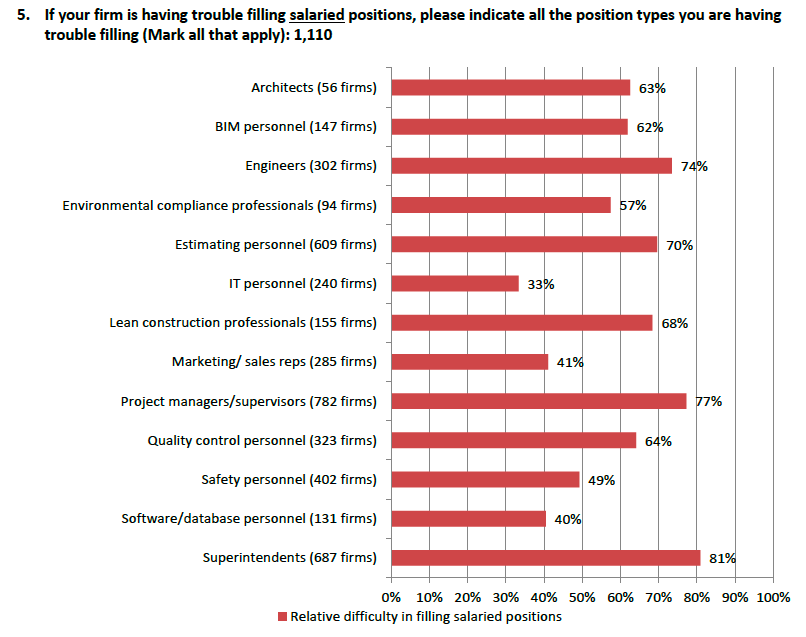 5. If your firm is having trouble filling salaried positions, please indicate all the position types you are having
trouble filling (Mark all that apply): 1,110
Architects (56 firms) 63%
BIM personnel (147 firms) 62%
Engineers (302 firms) 74%
Environmental compliance professionals (94 firms) 57%
Estimating personnel (609 firms) 70%
IT personnel (240 firms) 33%
Lean construction professionals (155 firms) 68%
Marketing/ sales reps (285 firms) 41%
Project managers/supervisors (782 firms) 77%
Quality control personnel (323 firms) 64%
Safety personnel (402 firms) 49%
Software/database personnel (131 firms) 40%
Superintendents (687 firms) 81%
0% 10% 20% 30% 40% 50% 60% 70% 80% 90% 100%
Relative difficulty in filling salaried positions